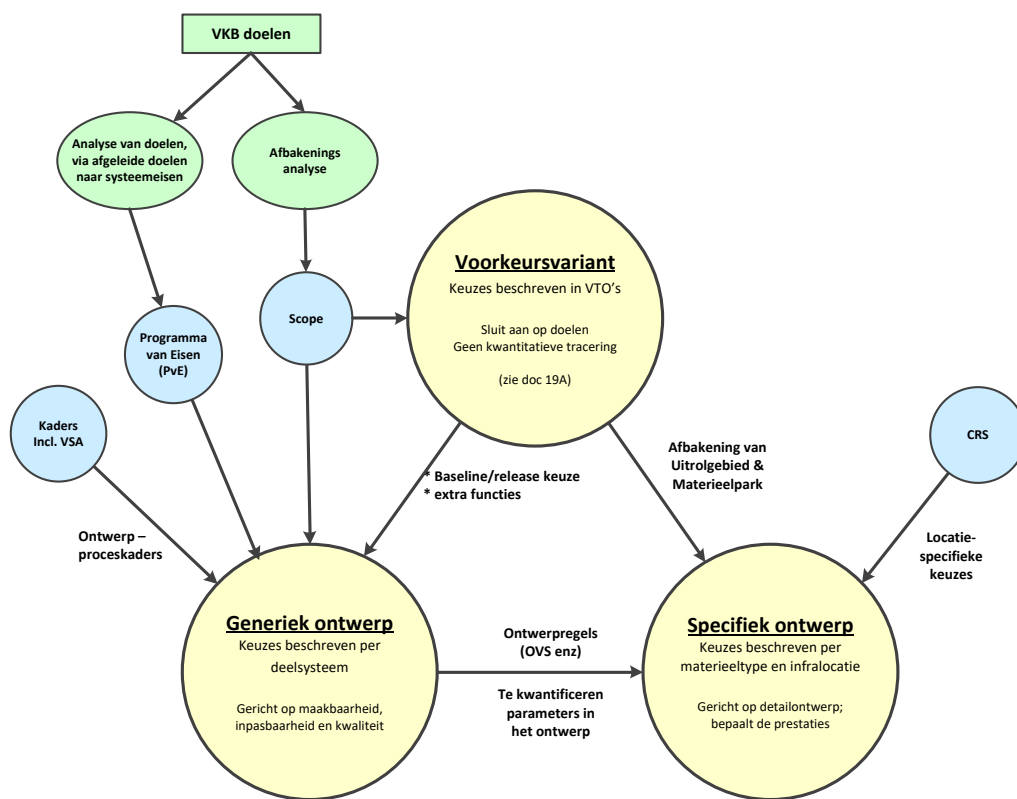 VKB doelen
Analyse van doelen,
via afgeleide doelen
naar systeemeisen
Afbakenings
analyse
Voorkeursvariant
Keuzes beschreven in VTO's
Sluit aan op doelen
Geen kwantitatieve tracering
(zie doc 19A)
Scope
Programma
van Eisen
(PvE)
Kaders
Incl. VSA
CRS
Afbakening van
Uitrolgebied &
Materieelpark
* Baseline/release keuze
* extra functies
Ontwerp –
proceskaders
Locatie-
specifieke
keuzes
Generiek ontwerp
Keuzes beschreven per
deelsysteem
Gericht op maakbaarheid,
inpasbaarheid en kwaliteit
Ontwerpregels
(OVS enz)
Te kwantificeren
parameters in
het ontwerp
Specifiek ontwerp
Keuzes beschreven per
materieeltype en infralocatie
Gericht op detailontwerp;
bepaalt de prestaties